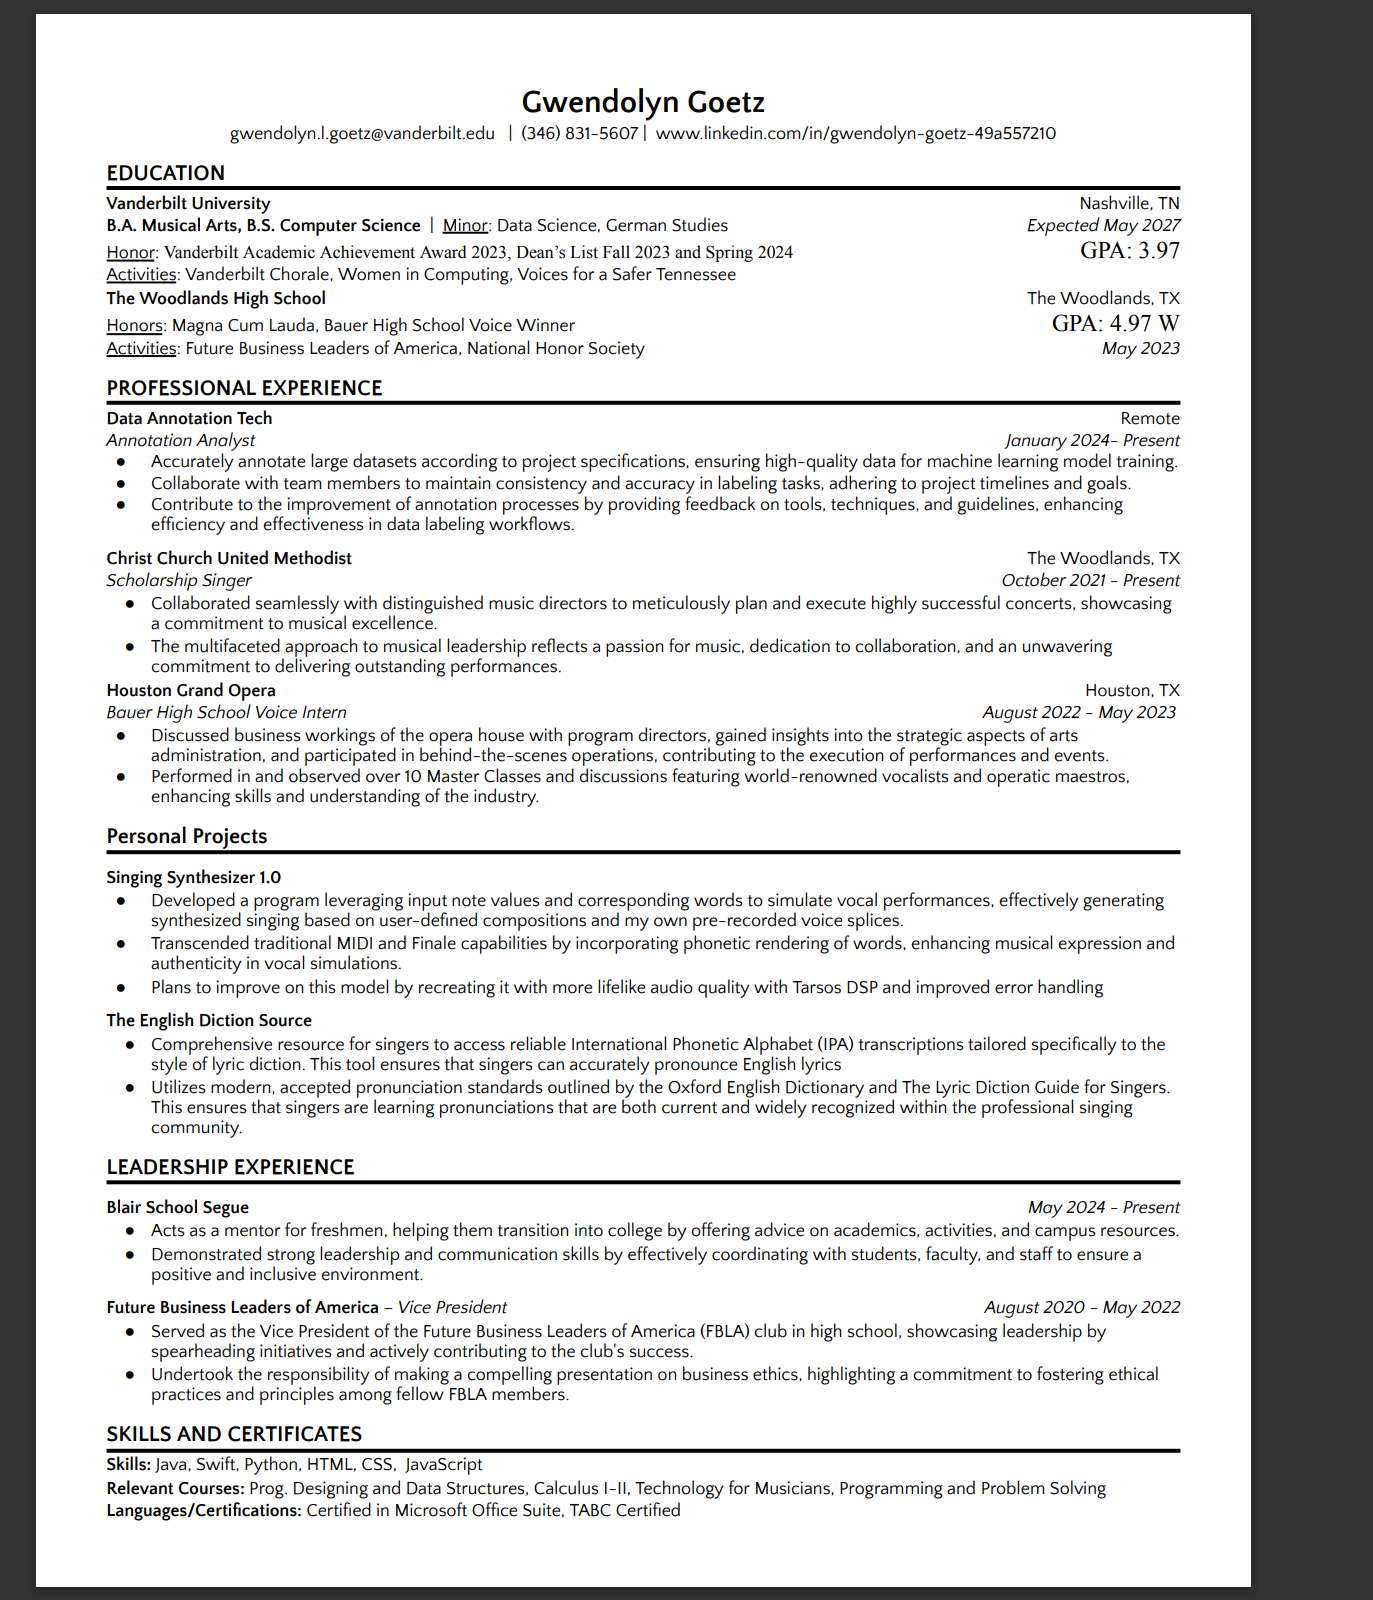 Gwendolyn Goetz
gwendolyn.l.goetz@vanderbilt.edu | (346) 831-5607 | www.linkedin.com/in/gwendolyn-goetz-49a557210
EDUCATION
Vanderbilt University Nashville, TN
B.A. Musical Arts, B.S. Computer Science | Minor: Data Science, German Studies Expected May 2027
Honor: Vanderbilt Academic Achievement Award 2023, Dean’s List Fall 2023 and Spring 2024 GPA: 3.97
Activities: Vanderbilt Chorale, Women in Computing, Voices for a Safer Tennessee
The Woodlands High School The Woodlands, TX
Honors: Magna Cum Lauda, Bauer High School Voice Winner GPA: 4.97 W
Activities: Future Business Leaders of America, National Honor Society May 2023
PROFESSIONAL EXPERIENCE
Data Annotation Tech Remote
Annotation Analyst January 2024– Present
● Accurately annotate large datasets according to project specifications, ensuring high-quality data for machine learning model training.
● Collaborate with team members to maintain consistency and accuracy in labeling tasks, adhering to project timelines and goals.
● Contribute to the improvement of annotation processes by providing feedback on tools, techniques, and guidelines, enhancing
efficiency and effectiveness in data labeling workflows.
Christ Church United Methodist The Woodlands, TX
Scholarship Singer October 2021 – Present
● Collaborated seamlessly with distinguished music directors to meticulously plan and execute highly successful concerts, showcasing
a commitment to musical excellence.
● The multifaceted approach to musical leadership reflects a passion for music, dedication to collaboration, and an unwavering
commitment to delivering outstanding performances.
Houston Grand Opera Houston, TX
Bauer High School Voice Intern August 2022 – May 2023
● Discussed business workings of the opera house with program directors, gained insights into the strategic aspects of arts
administration, and participated in behind-the-scenes operations, contributing to the execution of performances and events.
● Performed in and observed over 10 Master Classes and discussions featuring world-renowned vocalists and operatic maestros,
enhancing skills and understanding of the industry.
Personal Projects
Singing Synthesizer 1.0
● Developed a program leveraging input note values and corresponding words to simulate vocal performances, effectively generating
synthesized singing based on user-defined compositions and my own pre-recorded voice splices.
● Transcended traditional MIDI and Finale capabilities by incorporating phonetic rendering of words, enhancing musical expression and
authenticity in vocal simulations.
● Plans to improve on this model by recreating it with more lifelike audio quality with Tarsos DSP and improved error handling
The English Diction Source
● Comprehensive resource for singers to access reliable International Phonetic Alphabet (IPA) transcriptions tailored specifically to the
style of lyric diction. This tool ensures that singers can accurately pronounce English lyrics
● Utilizes modern, accepted pronunciation standards outlined by the Oxford English Dictionary and The Lyric Diction Guide for Singers.
This ensures that singers are learning pronunciations that are both current and widely recognized within the professional singing
community.
LEADERSHIP EXPERIENCE
Blair School Segue May 2024 – Present
● Acts as a mentor for freshmen, helping them transition into college by offering advice on academics, activities, and campus resources.
● Demonstrated strong leadership and communication skills by effectively coordinating with students, faculty, and staff to ensure a
positive and inclusive environment.
Future Business Leaders of America – Vice President August 2020 – May 2022
● Served as the Vice President of the Future Business Leaders of America (FBLA) club in high school, showcasing leadership by
spearheading initiatives and actively contributing to the club's success.
● Undertook the responsibility of making a compelling presentation on business ethics, highlighting a commitment to fostering ethical
practices and principles among fellow FBLA members.
SKILLS AND CERTIFICATES
Skills: Java, Swift, Python, HTML, CSS, JavaScript
Relevant Courses: Prog. Designing and Data Structures, Calculus I-II, Technology for Musicians, Programming and Problem Solving
Languages/Certifications: Certified in Microsoft Office Suite, TABC Certified